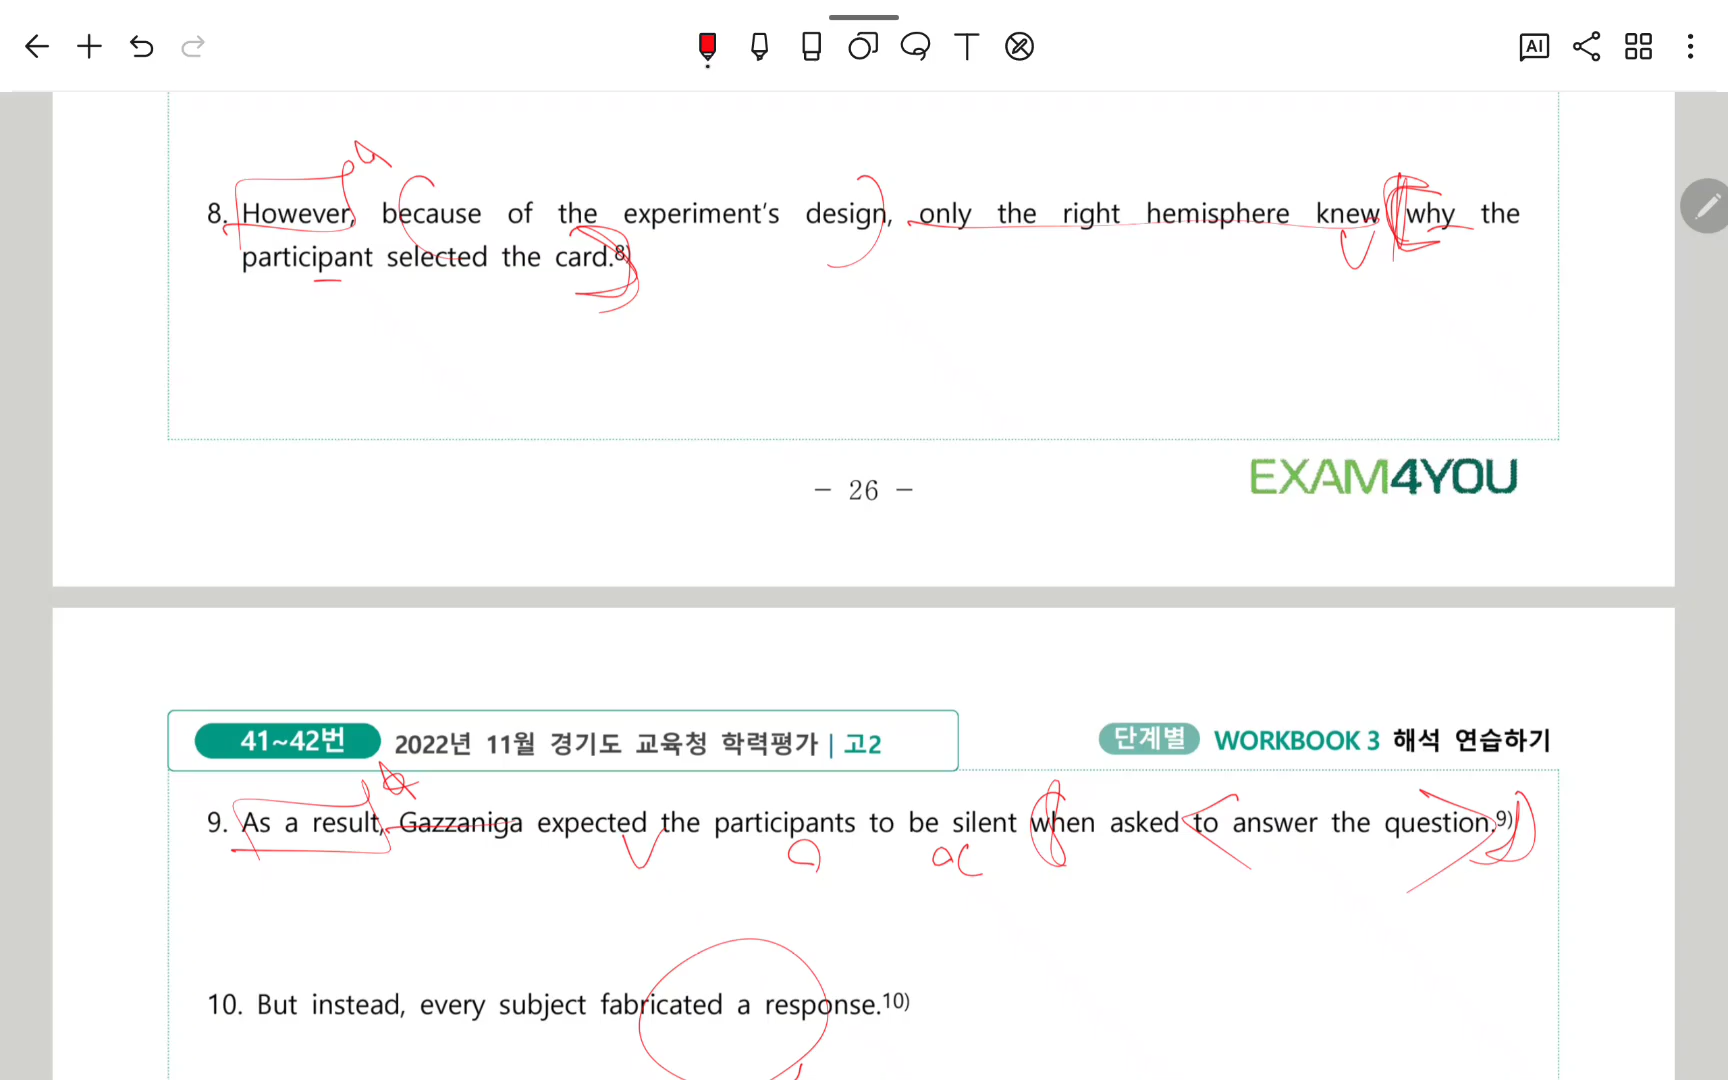 AI
8. However, because of the experiment's design, only the right hemisphere knew why the
participant selected the card.8)
- 26 -
EXAM4YOU
41~42번 2022년 11월 경기도 교육청 학력평가 | 고2
단계별 WORKBOOK 3 해석 연습하기
9. As a result, Gazzaniga expected the participants to be silent when asked to answer the question.9)
V
O
OC
10. But instead, every subject fabricated a response.10)